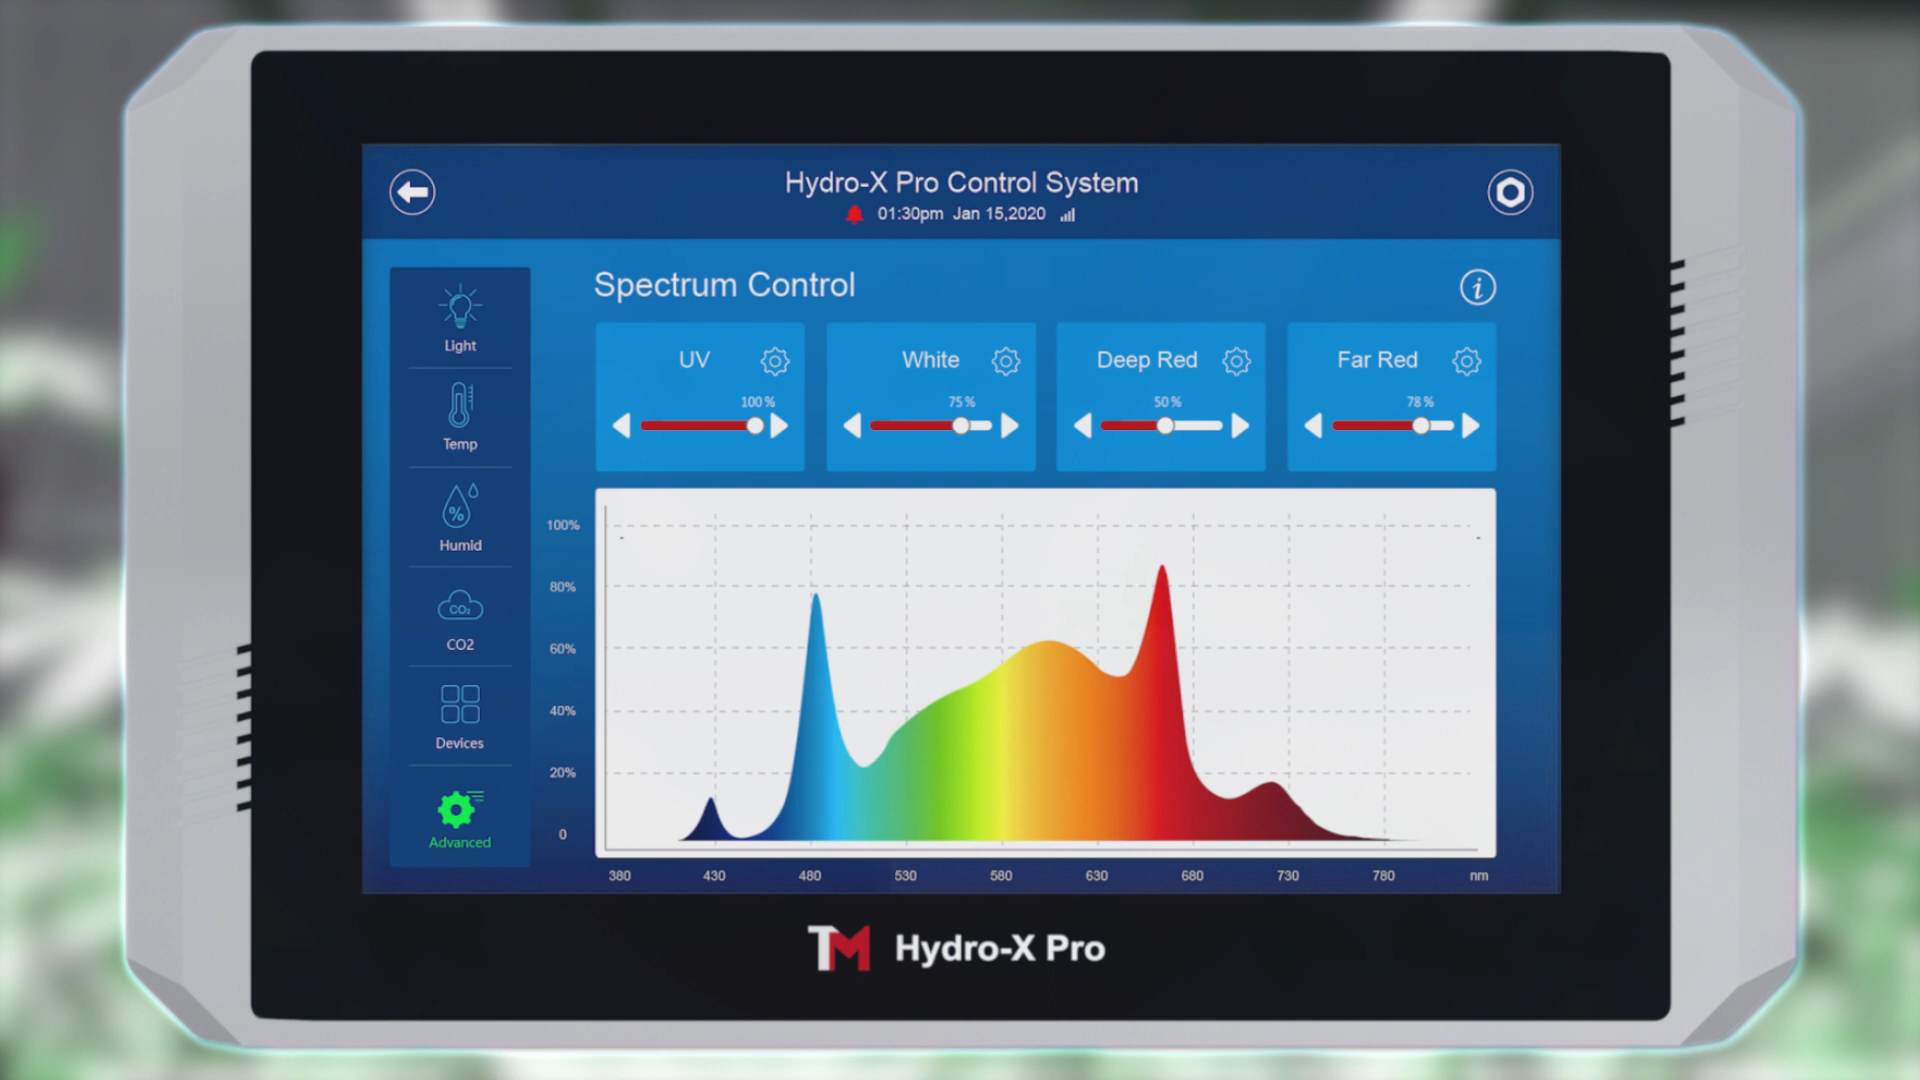 Hydro-X Pro Control System
01:30pm Jan 15,2020
Spectrum Control
Light
Temp
%
Humid
CO₂
CO2
Devices
Advanced
UV
100 %
White
75 %
Deep Red
50 %
Far Red
78 %
100%
80%
60%
40%
20%
0
380 430 480 530 580 630 680 730 780 nm
TM Hydro-X Pro